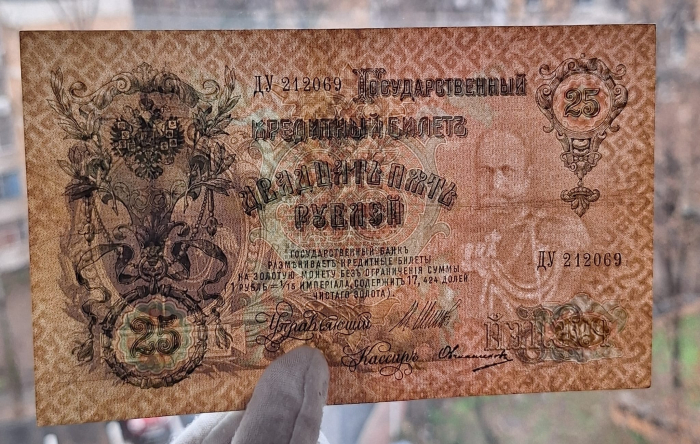 ДУ 212069
Государственный
25
Кредитный Билетъ
Двадцать пять
Рублей
ДУ 212069
Государственный Банкъ
размѣниваетъ кредитные билеты
на золотую монету безъ ограниченія суммы
(1 рубль = 1/15 имперіала, содержитъ 17, 424 долей
чистаго золота).
25
Управляющій
Кассиръ